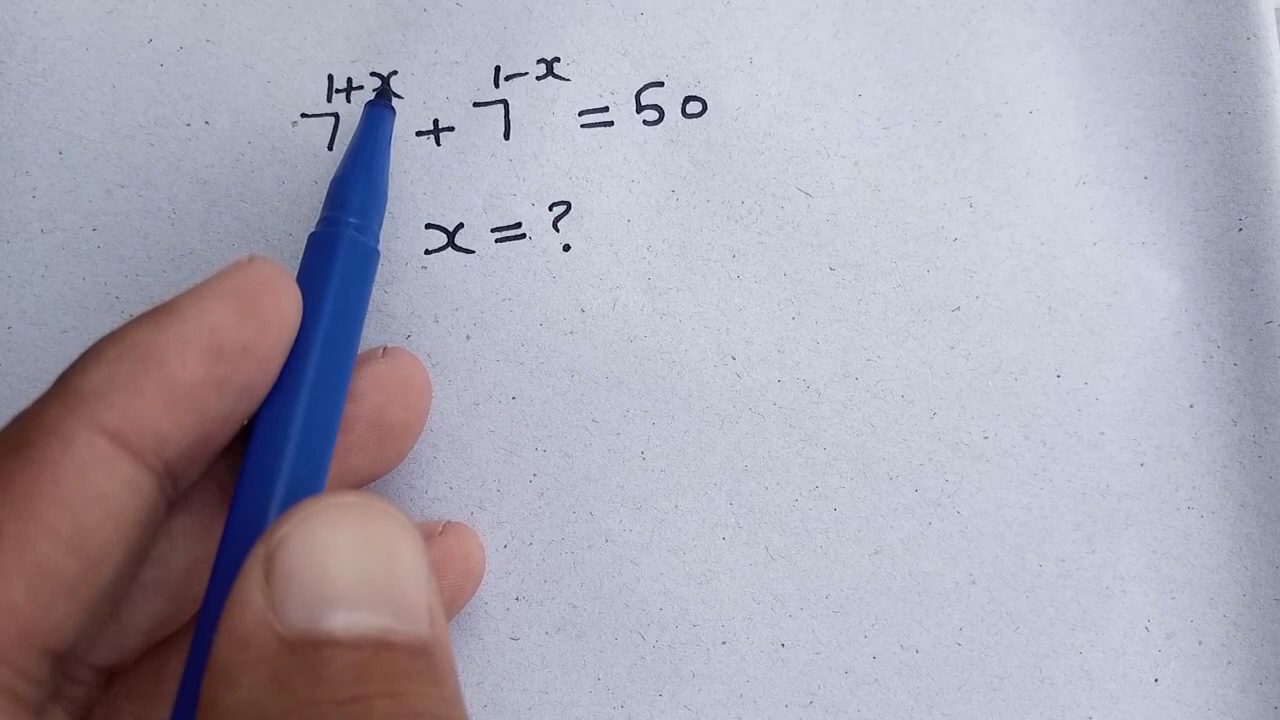 7^{1+x} + 7^{1-x} = 50
x = ?